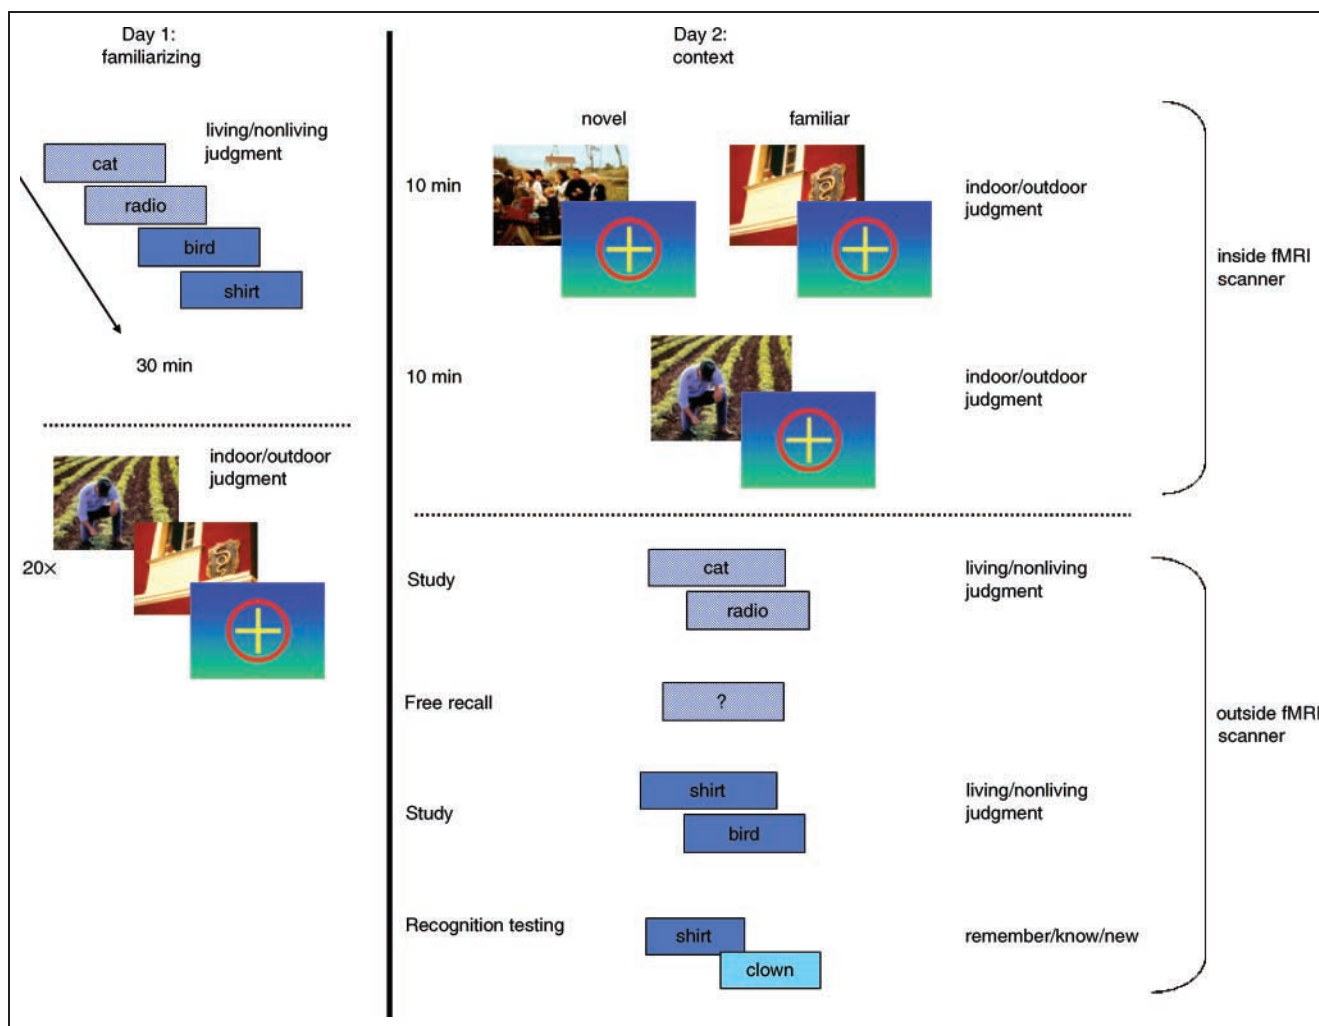 Day 1:
familiarizing
living/nonliving
judgment
cat
radio
bird
shirt
30 min
indoor/outdoor
judgment
20×
Day 2:
context
novel
familiar
10 min
indoor/outdoor
judgment
10 min
indoor/outdoor
judgment
inside fMRI
scanner
Study
cat
radio
living/nonliving
judgment
Free recall
?
Study
shirt
bird
living/nonliving
judgment
Recognition testing
shirt
clown
remember/know/new
outside fMRI
scanner